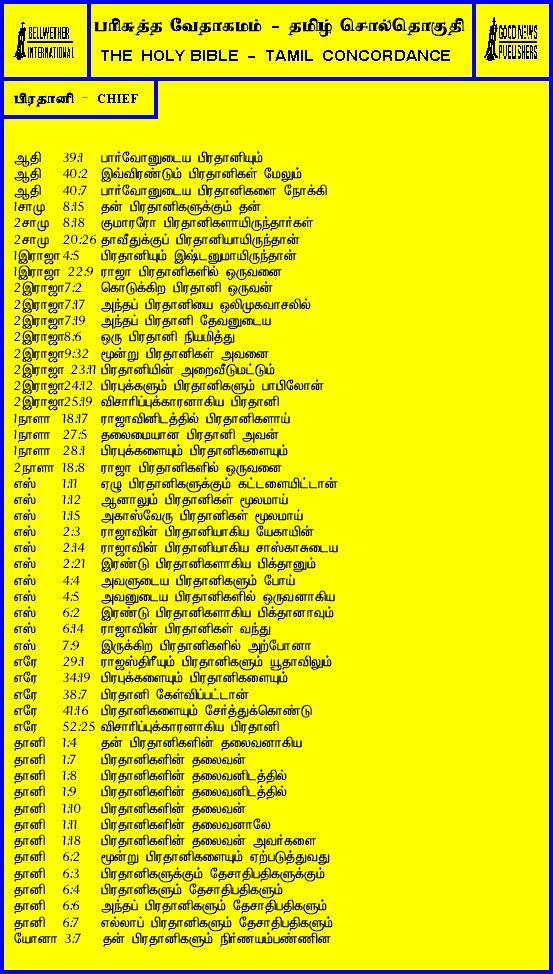 BELLWETHER
INTERNATIONAL
பரிசுத்த வேதாகமம் - தமிழ் சொல்தொகுதி
THE HOLY BIBLE - TAMIL CONCORDANCE
GOOD NEWS
PUBLISHERS
பிரதானி - CHIEF
ஆதி 39:1 பார்வோனுடைய பிரதானியும்
ஆதி 40:2 இவ்விரண்டும் பிரதானிகள் மேலும்
ஆதி 40:7 பார்வோனுடைய பிரதானிகளை நோக்கி
1சாமு 8:15 தன் பிரதானிகளுக்கும் தன்
2சாமு 8:18 குமாரரோ பிரதானிகளாயிருந்தார்கள்
2சாமு 20:26 தாவீதுக்குப் பிரதானியாயிருந்தான்
1இராஜா 4:5 பிரதானியும் இஷ்டனுமாயிருந்தான்
1இராஜா 22:9 ராஜா பிரதானிகளில் ஒருவனை
2இராஜா7:2 கொடுக்கிற பிரதானி ஒருவன்
2இராஜா7:17 அந்தப் பிரதானியை ஒலிமுகவாசலில்
2இராஜா7:19 அந்தப் பிரதானி தேவனுடைய
2இராஜா8:6 ஒரு பிரதானி நியமித்து
2இராஜா9:32 மூன்று பிரதானிகள் அவனை
2இராஜா 23:11 பிரதானியின் அறைவீடுமட்டும்
2இராஜா24:12 பிரபுக்களும் பிரதானிகளும் பாபிலோன்
2இராஜா25:19 விசாரிப்புக்காரனாகிய பிரதானி
1நாளா 18:17 ராஜாவினிடத்தில் பிரதானிகளாய்
1நாளா 27:5 தலைமையான பிரதானி அவன்
1நாளா 28:1 பிரபுக்களையும் பிரதானிகளையும்
2நாளா 18:8 ராஜா பிரதானிகளில் ஒருவனை
எஸ் 1:11 ஏழு பிரதானிகளுக்கும் கட்டளையிட்டான்
எஸ் 1:12 ஆனாலும் பிரதானிகள் மூலமாய்
எஸ் 1:15 அகாஸ்வேரு பிரதானிகள் மூலமாய்
எஸ் 2:3 ராஜாவின் பிரதானியாகிய யேகாயின்
எஸ் 2:14 ராஜாவின் பிரதானியாகிய சாஸ்காசுடைய
எஸ் 2:21 இரண்டு பிரதானிகளாகிய பிக்தானும்
எஸ் 4:4 அவளுடைய பிரதானிகளும் போய்
எஸ் 4:5 அவனுடைய பிரதானிகளில் ஒருவனாகிய
எஸ் 6:2 இரண்டு பிரதானிகளாகிய பிக்தானாவும்
எஸ் 6:14 ராஜாவின் பிரதானிகள் வந்து
எஸ் 7:9 இருக்கிற பிரதானிகளில் அற்போனா
எரே 29:1 ராஜஸ்திரீயும் பிரதானிகளும் யூதாவிலும்
எரே 34:19 பிரபுக்களையும் பிரதானிகளையும்
எரே 38:7 பிரதானி கேள்விப்பட்டான்
எரே 41:16 பிரதானிகளையும் சேர்த்துக்கொண்டு
எரே 52:25 விசாரிப்புக்காரனாகிய பிரதானி
தானி 1:4 தன் பிரதானிகளின் தலைவனாகிய
தானி 1:7 பிரதானிகளின் தலைவன்
தானி 1:8 பிரதானிகளின் தலைவனிடத்தில்
தானி 1:9 பிரதானிகளின் தலைவனிடத்தில்
தானி 1:10 பிரதானிகளின் தலைவன்
தானி 1:11 பிரதானிகளின் தலைவனாலே
தானி 1:18 பிரதானிகளின் தலைவன் அவர்களை
தானி 6:2 மூன்று பிரதானிகளையும் ஏற்படுத்துவது
தானி 6:3 பிரதானிகளுக்கும் தேசாதிபதிகளுக்கும்
தானி 6:4 பிரதானிகளும் தேசாதிபதிகளும்
தானி 6:6 அந்தப் பிரதானிகளும் தேசாதிபதிகளும்
தானி 6:7 எல்லாப் பிரதானிகளும் தேசாதிபதிகளும்
யோனா 3:7 தன் பிரதானிகளும் நிர்ணயம்பண்ணின